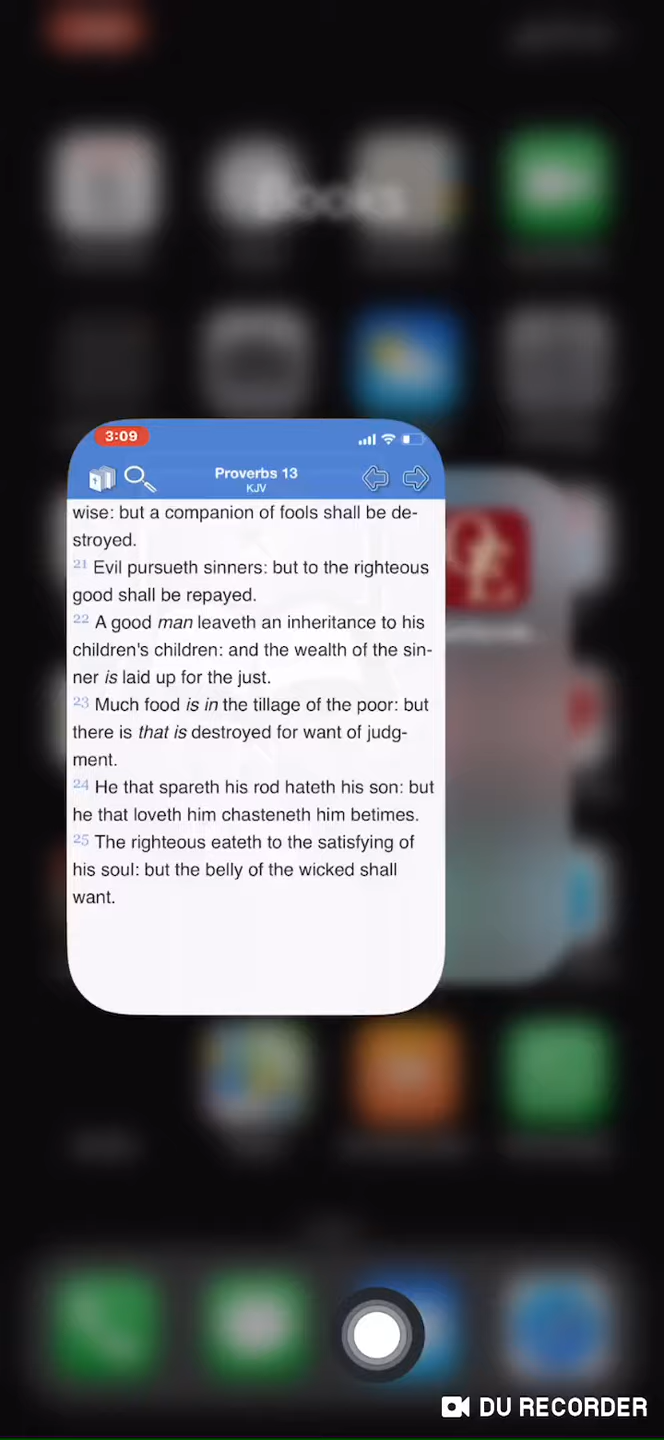 Books
3:09
Proverbs 13
KJV
wise: but a companion of fools shall be de-
stroyed.
21 Evil pursueth sinners: but to the righteous
good shall be repayed.
22 A good man leaveth an inheritance to his
children's children: and the wealth of the sin-
ner is laid up for the just.
23 Much food is in the tillage of the poor: but
there is that is destroyed for want of judg-
ment.
24 He that spareth his rod hateth his son: but
he that loveth him chasteneth him betimes.
25 The righteous eateth to the satisfying of
his soul: but the belly of the wicked shall
want.
DU RECORDER